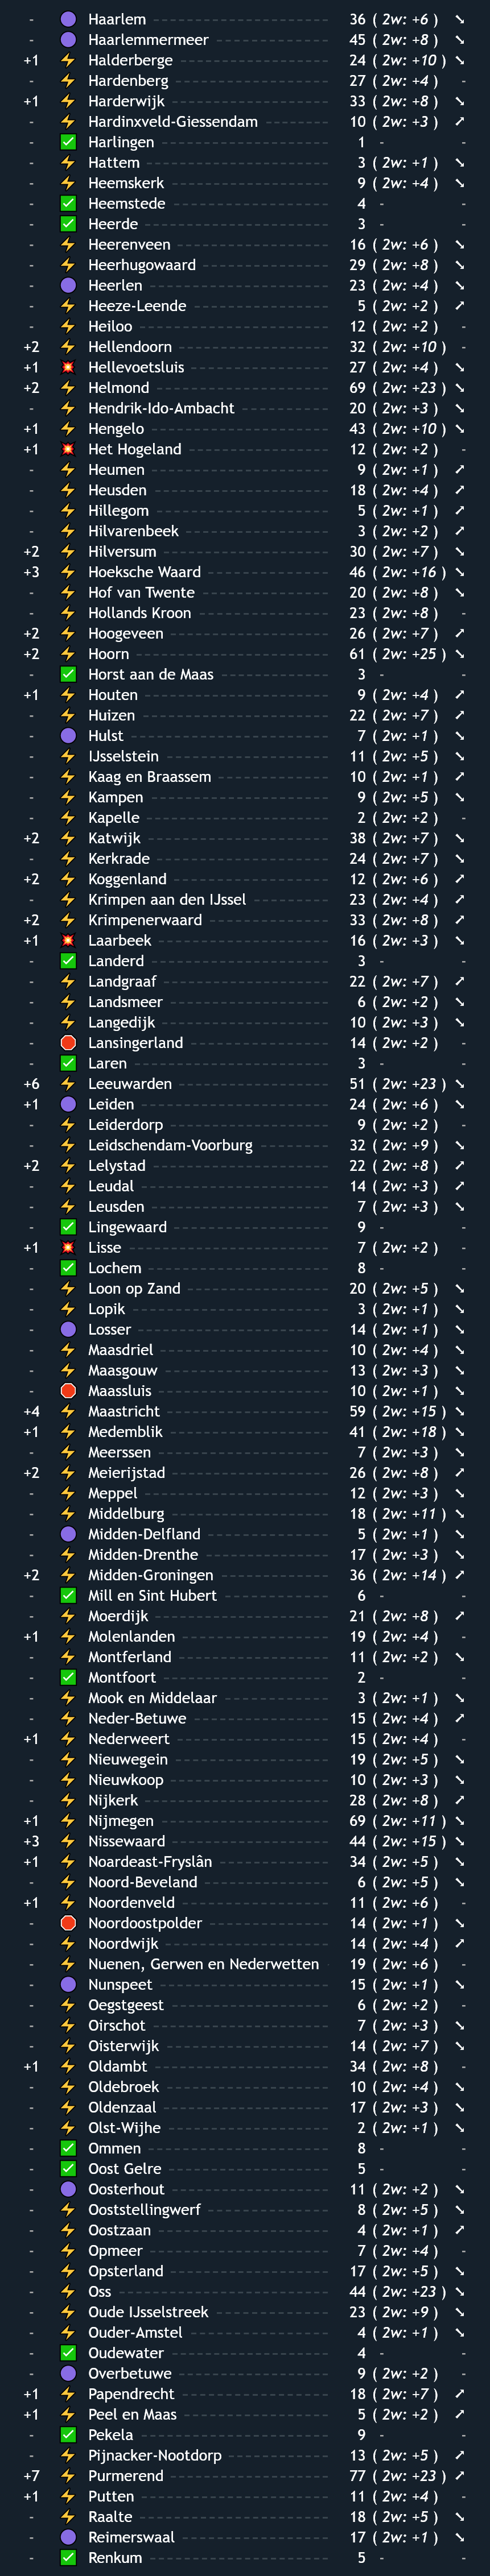 - Haarlem 36 ( 2w: +6 ) ↘
- Haarlemmermeer 45 ( 2w: +8 ) ↘
+1 Halderberge 24 ( 2w: +10 ) ↘
- Hardenberg 27 ( 2w: +4 ) -
+1 Harderwijk 33 ( 2w: +8 ) ↘
- Hardinxveld-Giessendam 10 ( 2w: +3 ) ↗
- Harlingen 1 - -
- Hattem 3 ( 2w: +1 ) ↘
- Heemskerk 9 ( 2w: +4 ) ↘
- Heemstede 4 - -
- Heerde 3 - -
- Heerenveen 16 ( 2w: +6 ) ↘
- Heerhugowaard 29 ( 2w: +8 ) ↘
- Heerlen 23 ( 2w: +4 ) ↘
- Heeze-Leende 5 ( 2w: +2 ) ↗
- Heiloo 12 ( 2w: +2 ) -
+2 Hellendoorn 32 ( 2w: +10 ) -
+1 Hellevoetsluis 27 ( 2w: +4 ) ↘
+2 Helmond 69 ( 2w: +23 ) ↘
- Hendrik-Ido-Ambacht 20 ( 2w: +3 ) ↘
+1 Hengelo 43 ( 2w: +10 ) ↘
+1 Het Hogeland 12 ( 2w: +2 ) -
- Heumen 9 ( 2w: +1 ) ↗
- Heusden 18 ( 2w: +4 ) ↗
- Hillegom 5 ( 2w: +1 ) ↗
- Hilvarenbeek 3 ( 2w: +2 ) ↗
+2 Hilversum 30 ( 2w: +7 ) ↘
+3 Hoeksche Waard 46 ( 2w: +16 ) ↘
- Hof van Twente 20 ( 2w: +8 ) ↘
- Hollands Kroon 23 ( 2w: +8 ) -
+2 Hoogeveen 26 ( 2w: +7 ) ↗
+2 Hoorn 61 ( 2w: +25 ) ↘
- Horst aan de Maas 3 - -
+1 Houten 9 ( 2w: +4 ) ↗
- Huizen 22 ( 2w: +7 ) ↗
- Hulst 7 ( 2w: +1 ) ↘
- IJsselstein 11 ( 2w: +5 ) ↘
- Kaag en Braassem 10 ( 2w: +1 ) ↗
- Kampen 9 ( 2w: +5 ) ↘
- Kapelle 2 ( 2w: +2 ) -
+2 Katwijk 38 ( 2w: +7 ) ↘
- Kerkrade 24 ( 2w: +7 ) ↘
+2 Koggenland 12 ( 2w: +6 ) ↗
- Krimpen aan den IJssel 23 ( 2w: +4 ) ↗
+2 Krimpenerwaard 33 ( 2w: +8 ) ↗
+1 Laarbeek 16 ( 2w: +3 ) ↘
- Landerd 3 - -
- Landgraaf 22 ( 2w: +7 ) ↗
- Landsmeer 6 ( 2w: +2 ) ↘
- Langedijk 10 ( 2w: +3 ) ↘
- Lansingerland 14 ( 2w: +2 ) -
- Laren 3 - -
+6 Leeuwarden 51 ( 2w: +23 ) ↘
+1 Leiden 24 ( 2w: +6 ) ↘
- Leiderdorp 9 ( 2w: +2 ) -
- Leidschendam-Voorburg 32 ( 2w: +9 ) ↘
+2 Lelystad 22 ( 2w: +8 ) ↗
- Leudal 14 ( 2w: +3 ) ↗
- Leusden 7 ( 2w: +3 ) ↘
- Lingewaard 9 - -
+1 Lisse 7 ( 2w: +2 ) -
- Lochem 8 - -
- Loon op Zand 20 ( 2w: +5 ) ↘
- Lopik 3 ( 2w: +1 ) ↘
- Losser 14 ( 2w: +1 ) ↘
- Maasdriel 10 ( 2w: +4 ) ↘
- Maasgouw 13 ( 2w: +3 ) ↘
- Maassluis 10 ( 2w: +1 ) ↘
+4 Maastricht 59 ( 2w: +15 ) ↘
+1 Medemblik 41 ( 2w: +18 ) ↘
- Meerssen 7 ( 2w: +3 ) ↘
+2 Meierijstad 26 ( 2w: +8 ) ↗
- Meppel 12 ( 2w: +3 ) ↘
- Middelburg 18 ( 2w: +11 ) ↘
- Midden-Delfland 5 ( 2w: +1 ) ↘
- Midden-Drenthe 17 ( 2w: +3 ) ↘
+2 Midden-Groningen 36 ( 2w: +14 ) ↗
- Mill en Sint Hubert 6 - -
- Moerdijk 21 ( 2w: +8 ) ↗
+1 Molenlanden 19 ( 2w: +4 ) -
- Montferland 11 ( 2w: +2 ) ↘
- Montfoort 2 - -
- Mook en Middelaar 3 ( 2w: +1 ) ↘
- Neder-Betuwe 15 ( 2w: +4 ) ↗
+1 Nederweert 15 ( 2w: +4 ) -
- Nieuwegein 19 ( 2w: +5 ) ↘
- Nieuwkoop 10 ( 2w: +3 ) ↘
- Nijkerk 28 ( 2w: +8 ) ↗
+1 Nijmegen 69 ( 2w: +11 ) ↘
+3 Nissewaard 44 ( 2w: +15 ) ↘
+1 Noardeast-Fryslân 34 ( 2w: +5 ) ↘
- Noord-Beveland 6 ( 2w: +5 ) ↘
+1 Noordenveld 11 ( 2w: +6 ) -
- Noordoostpolder 14 ( 2w: +1 ) ↘
- Noordwijk 14 ( 2w: +4 ) ↗
- Nuenen, Gerwen en Nederwetten 19 ( 2w: +6 ) -
- Nunspeet 15 ( 2w: +1 ) ↘
- Oegstgeest 6 ( 2w: +2 ) -
- Oirschot 7 ( 2w: +3 ) ↘
- Oisterwijk 14 ( 2w: +7 ) ↘
+1 Oldambt 34 ( 2w: +8 ) -
- Oldebroek 10 ( 2w: +4 ) ↘
- Oldenzaal 17 ( 2w: +3 ) ↘
- Olst-Wijhe 2 ( 2w: +1 ) ↘
- Ommen 8 - -
- Oost Gelre 5 - -
- Oosterhout 11 ( 2w: +2 ) ↘
- Ooststellingwerf 8 ( 2w: +5 ) ↘
- Oostzaan 4 ( 2w: +1 ) ↗
- Opmeer 7 ( 2w: +4 ) -
- Opsterland 17 ( 2w: +5 ) ↘
- Oss 44 ( 2w: +23 ) ↘
- Oude IJsselstreek 23 ( 2w: +9 ) ↘
- Ouder-Amstel 4 ( 2w: +1 ) ↘
- Oudewater 4 - -
- Overbetuwe 9 ( 2w: +2 ) -
+1 Papendrecht 18 ( 2w: +7 ) ↗
+1 Peel en Maas 5 ( 2w: +2 ) ↗
- Pekela 9 - -
- Pijnacker-Nootdorp 13 ( 2w: +5 ) ↗
+7 Purmerend 77 ( 2w: +23 ) ↗
+1 Putten 11 ( 2w: +4 ) -
- Raalte 18 ( 2w: +5 ) ↘
- Reimerswaal 17 ( 2w: +1 ) ↘
- Renkum 5 - -